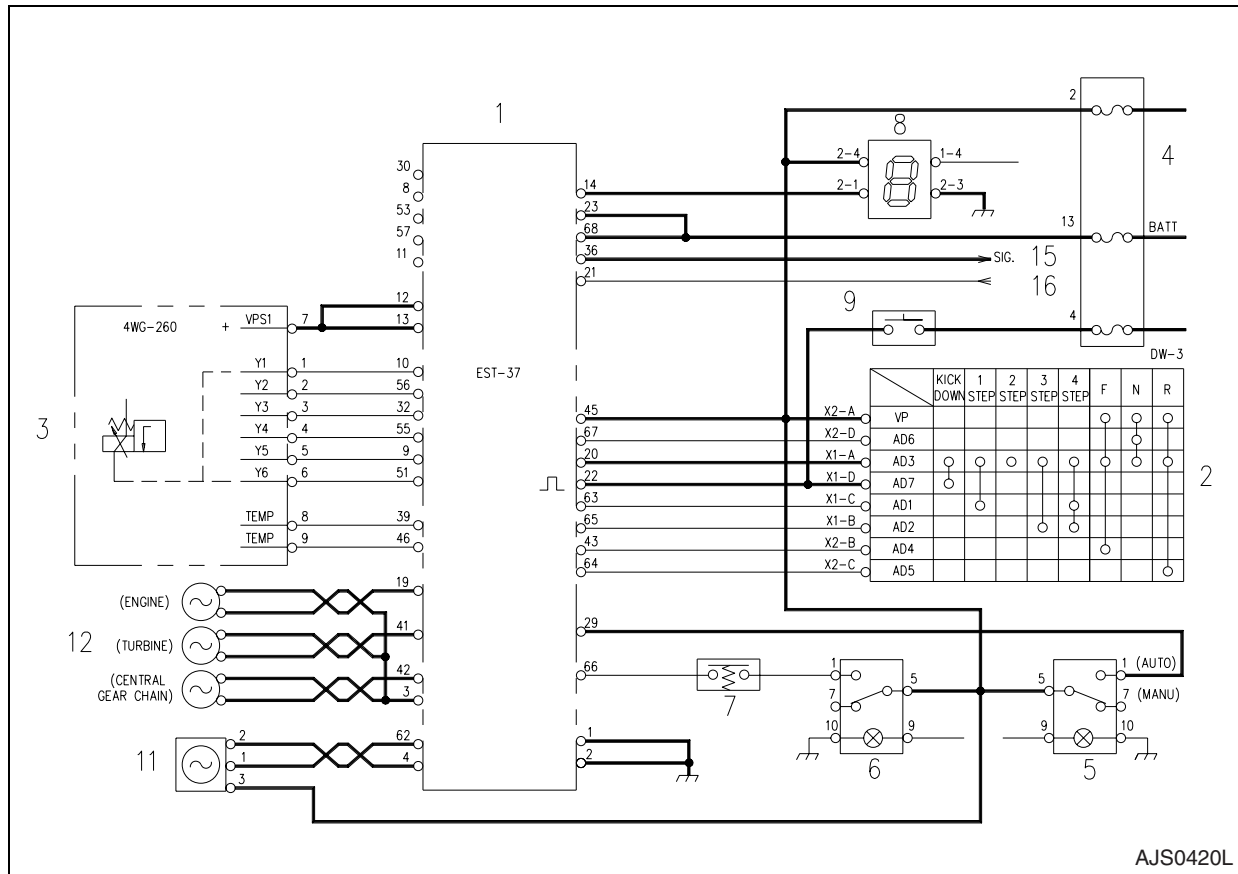 1
2
8
30
2-4
1-4
4
8
14
2-1
2-3
53
23
13
BATT
57
68
11
36
SIG.
15
21
16
9
12
4
4WG-260
+
VPS1
7
13
DW-3
EST-37
Y1
1
10
Y2
2
56
Y3
3
32
Y4
4
55
Y5
5
9
Y6
6
51
3
TEMP
8
39
TEMP
9
46
KICK DOWN
1 STEP
2 STEP
3 STEP
4 STEP
F
N
R
45
X2-A
VP
67
X2-D
AD6
20
X1-A
AD3
22
X1-D
AD7
63
X1-C
AD1
65
X1-B
AD2
43
X2-B
AD4
64
X2-C
AD5
2
(ENGINE)
19
12
(TURBINE)
41
(CENTRAL
GEAR CHAIN)
42
3
29
66
7
1
5
7
10
9
6
5
1
(AUTO)
7
(MANU)
9
10
5
11
2
1
3
62
4
1
2
AJS0420L